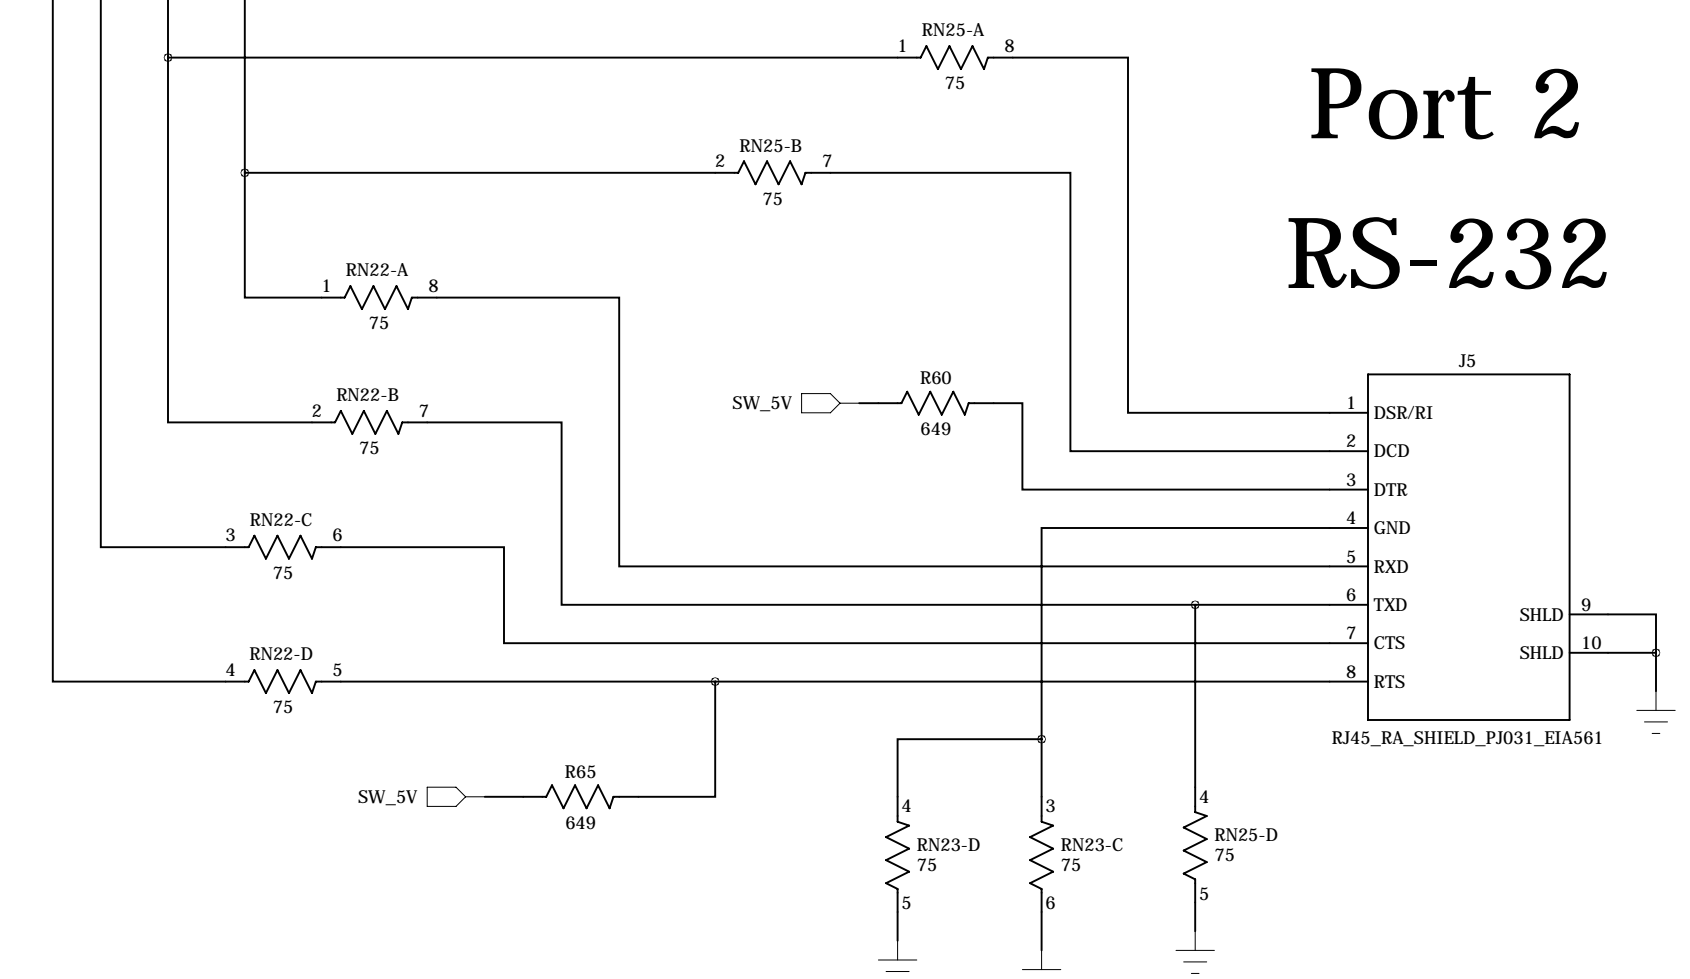 RN25-A
1 8
75
Port 2
RN25-B
2 7
75
RS-232
RN22-A
1 8
75
J5
R60
SW_5V
649
RN22-B
2 7
75
1 DSR/RI
2 DCD
3 DTR
4 GND
5 RXD
6 TXD
7 CTS
8 RTS
SHLD 9
SHLD 10
RJ45_RA_SHIELD_PJ031_EIA561
RN22-C
3 6
75
RN22-D
4 5
75
R65
SW_5V
649
4
RN23-D
75
5
3
RN23-C
75
6
4
RN25-D
75
5